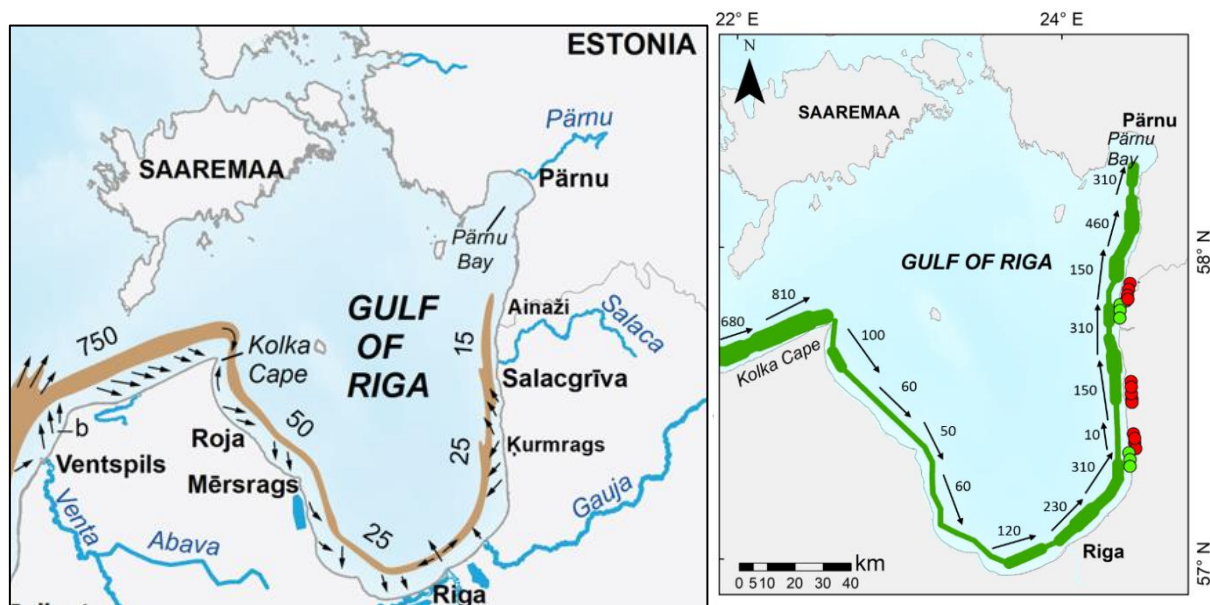 ESTONIA
Pärnu
SAAREMAA
Pärnu
Pärnu
Bay
GULF
OF
RIGA
Ainaži
Salaca
750
Kolka
Cape
15
Salacgrīva
b
50
Roja
25
Ķurmrags
Ventspils
Mērsrags
Gauja
Venta
Abava
25
Riga
22° E
24° E
N
Pärnu
SAAREMAA
Pärnu
Bay
310
460
58° N
GULF OF RIGA
150
810
680
310
100
Kolka Cape
60
150
50
10
310
60
230
120
Riga
km
0 5 10 20 30 40
57° N